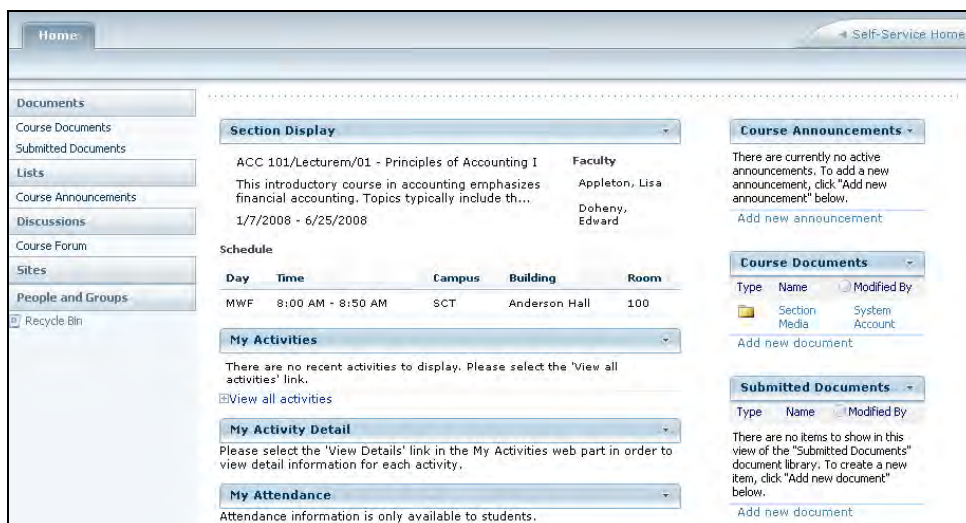 Home
Self-Service Home
Documents
Course Documents
Submitted Documents
Lists
Course Announcements
Discussions
Course Forum
Sites
People and Groups
Recycle Bin
Section Display
ACC 101/Lecturem/01 - Principles of Accounting I
This introductory course in accounting emphasizes
financial accounting. Topics typically include th...
1/7/2008 - 6/25/2008
Faculty
Appleton, Lisa
Doheny,
Edward
Schedule
Day Time Campus Building Room
MWF 8:00 AM - 8:50 AM SCT Anderson Hall 100
My Activities
There are no recent activities to display. Please select the 'View all
activities' link.
View all activities
My Activity Detail
Please select the 'View Details' link in the My Activities web part in order to
view detail information for each activity.
My Attendance
Attendance information is only available to students.
Course Announcements
There are currently no active
announcements. To add a new
announcement, click "Add new
announcement" below.
Add new announcement
Course Documents
Type Name Modified By
Section System
Media Account
Add new document
Submitted Documents
Type Name Modified By
There are no items to show in this
view of the "Submitted Documents"
document library. To create a new
item, click "Add new document"
below.
Add new document